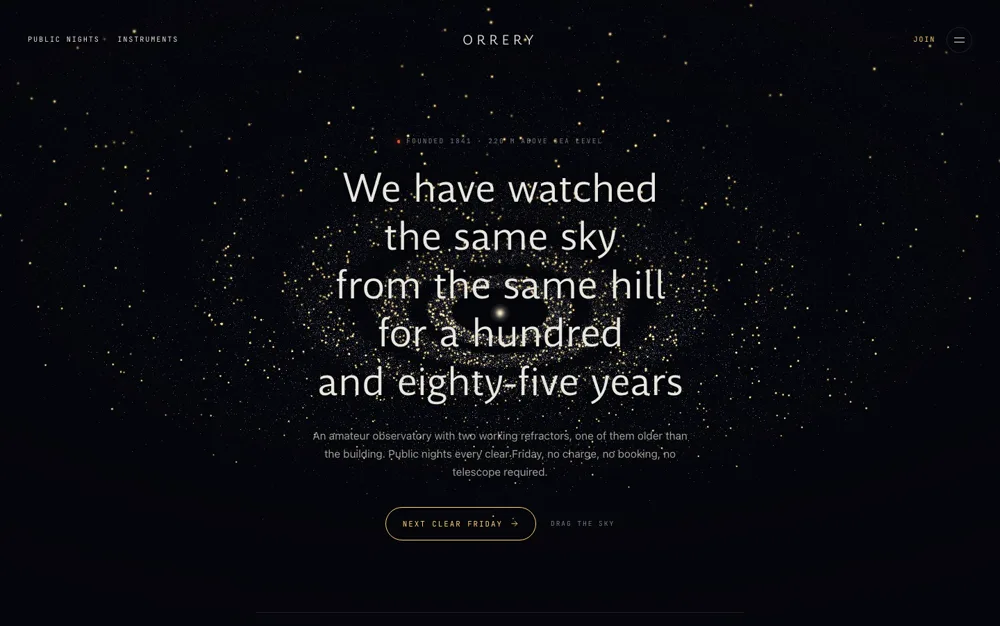 PUBLIC NIGHTS INSTRUMENTS
ORRERY
JOIN
FOUNDED 1841 · 220 M ABOVE SEA LEVEL
We have watched
the same sky
from the same hill
for a hundred
and eighty-five years
An amateur observatory with two working refractors, one of them older than
the building. Public nights every clear Friday, no charge, no booking, no
telescope required.
NEXT CLEAR FRIDAY →
DRAG THE SKY